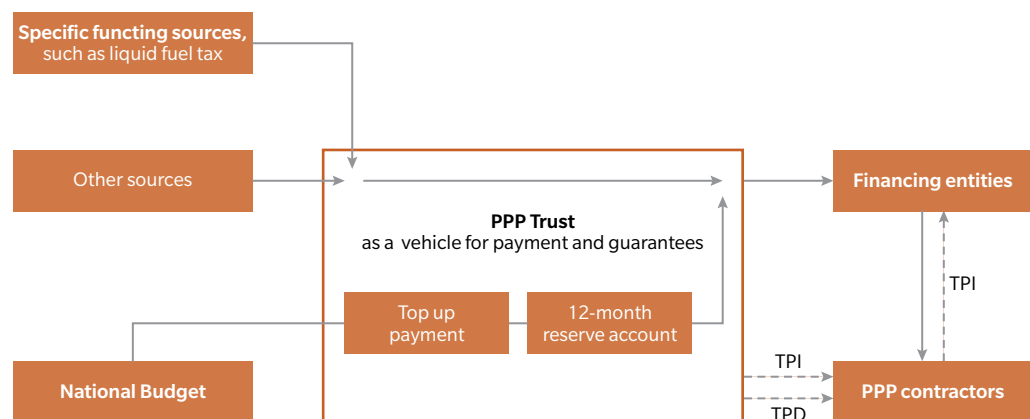 Specific functing sources,
such as liquid fuel tax
Other sources
Financing entities
PPP Trust
as a vehicle for payment and guarantees
TPI
Top up
payment
12-month
reserve account
TPI
National Budget
PPP contractors
TPD